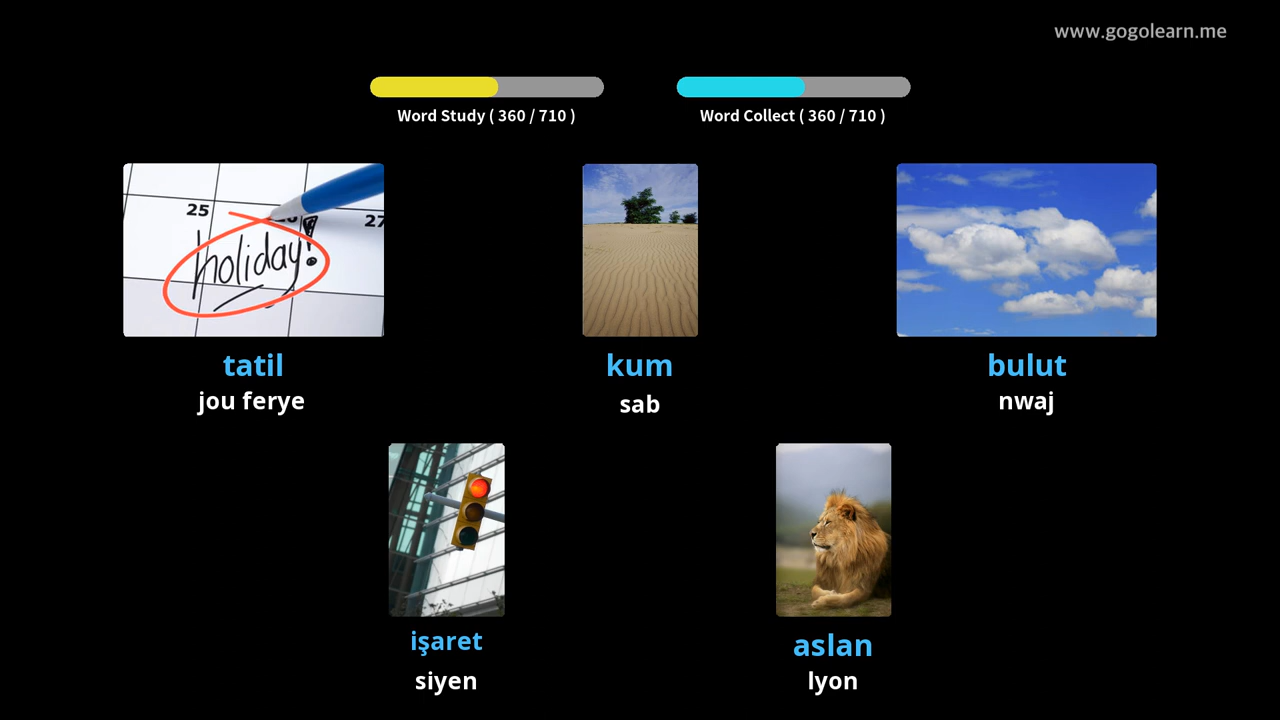 www.gogolearn.me
Word Study ( 360 / 710 )
Word Collect ( 360 / 710 )
25
27
holiday!
tatil
jou ferye
kum
sab
bulut
nwaj
işaret
siyen
aslan
lyon